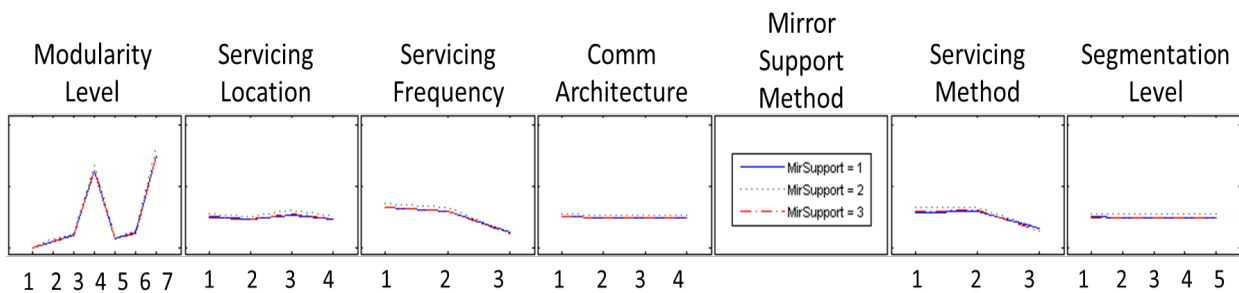 Modularity
Level
Servicing
Location
Servicing
Frequency
Comm
Architecture
Mirror
Support
Method
Servicing
Method
Segmentation
Level
MirSupport = 1
MirSupport = 2
MirSupport = 3
1 2 3 4 5 6 7
1 2 3 4
1 2 3
1 2 3 4
1 2 3
1 2 3 4 5